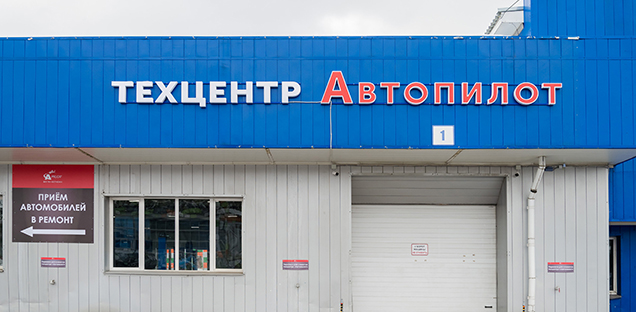 ТЕХЦЕНТР АВТОПИЛОТ
1
ПРИЁМ
АВТОМОБИЛЕЙ
В РЕМОНТ